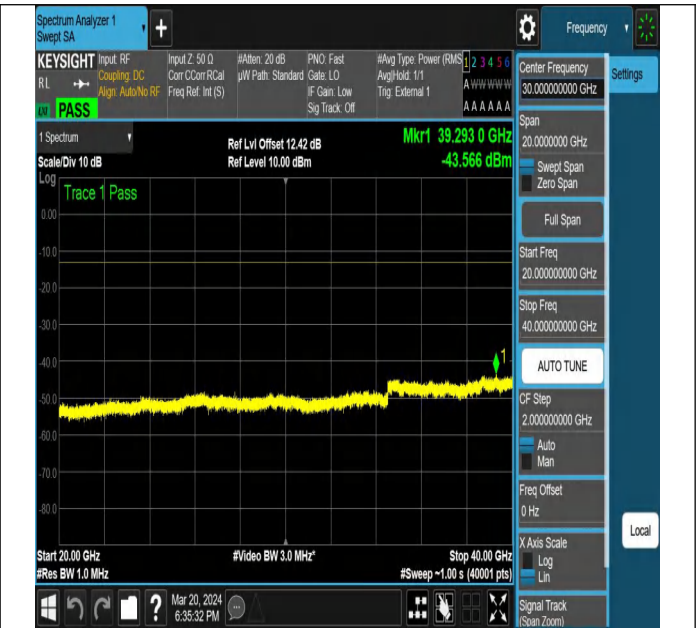 Spectrum Analyzer 1
Swept SA
+
Frequency
KEYSIGHT
RL
PASS
Input: RF
Coupling: DC
Align: Auto/No RF
Input Z: 50 Ω
Corr CCorr RCal
Freq Ref: Int (S)
#Atten: 20 dB
µW Path: Standard
PNO: Fast
Gate: LO
IF Gain: Low
Sig Track: Off
#Avg Type: Power (RMS
Avg|Hold: 1/1
Trig: External 1
1 2 3 4 5 6
A W W W W W
A A A A A A
1 Spectrum
Scale/Div 10 dB
Ref Lvl Offset 12.42 dB
Ref Level 10.00 dBm
Mkr1 39.293 0 GHz
-43.566 dBm
Log
Trace 1 Pass
0.00
-10.0
-20.0
-30.0
-40.0
-50.0
-60.0
-70.0
-80.0
1
Start 20.00 GHz
#Res BW 1.0 MHz
#Video BW 3.0 MHz*
Stop 40.00 GHz
#Sweep ~1.00 s (40001 pts)
?
Mar 20, 2024
6:35:32 PM
Center Frequency
30.000000000 GHz
Settings
Span
20.0000000 GHz
Swept Span
Zero Span
Full Span
Start Freq
20.000000000 GHz
Stop Freq
40.000000000 GHz
AUTO TUNE
CF Step
2.000000000 GHz
Auto
Man
Freq Offset
0 Hz
Local
X Axis Scale
Log
Lin
Signal Track
(Span Zoom)